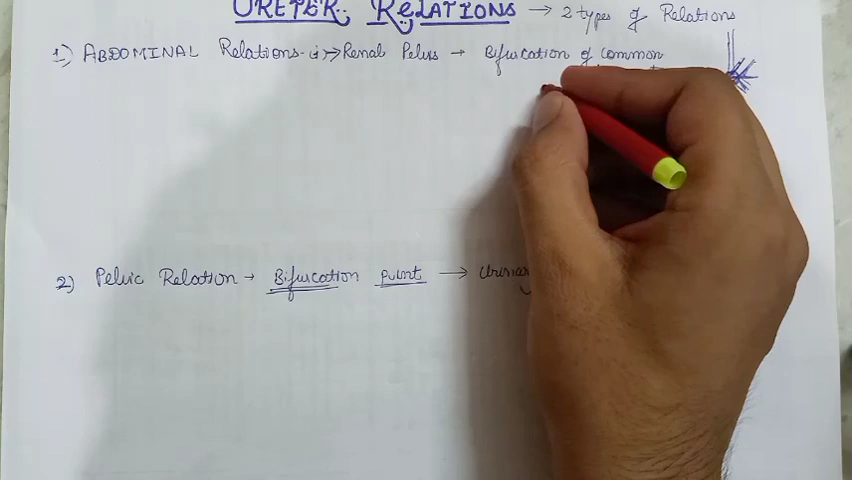 URETER RELATIONS → 2 types of Relations
1) ABDOMINAL Relations - (i) → Renal Pelvis → Bifurcation of common
2) Pelvic Relation → Bifurcation point →